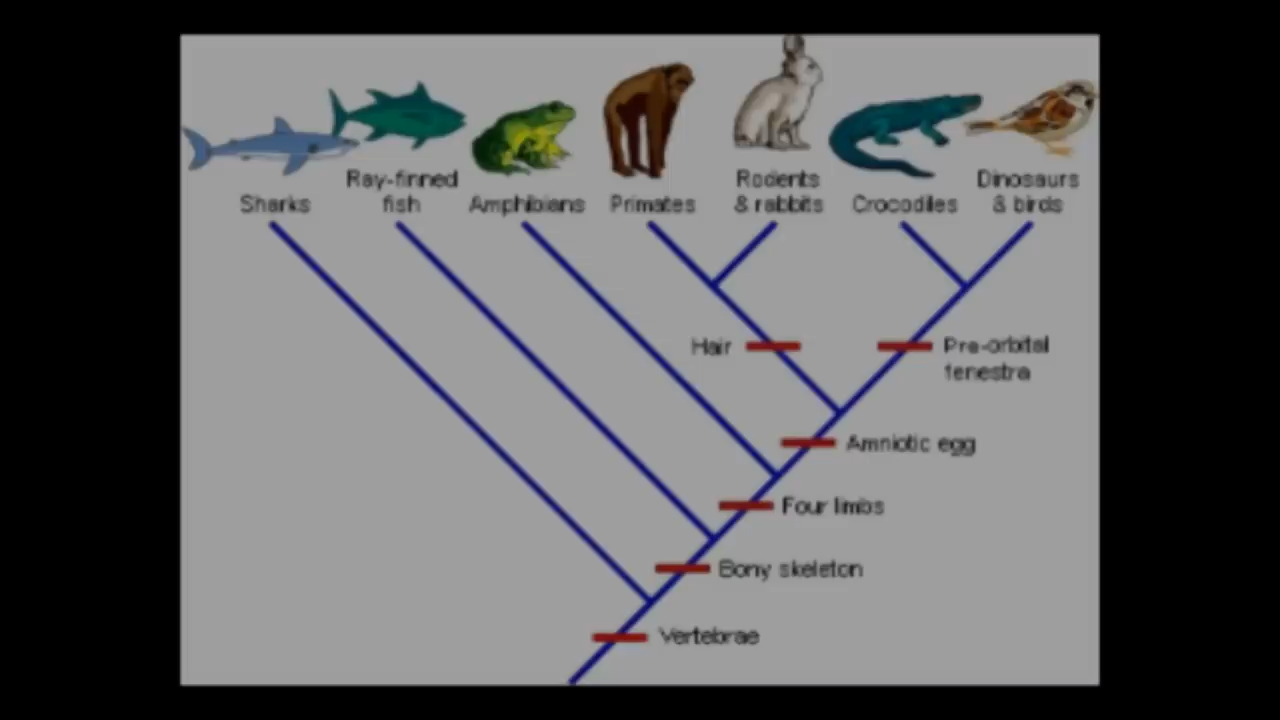 Ray-finned
fish
Sharks
Amphibians
Primates
Rodents
& rabbits
Crocodiles
Dinosaurs
& birds
Hair
Pre-orbital
fenestra
Amniotic egg
Four limbs
Bony skeleton
Vertebrae